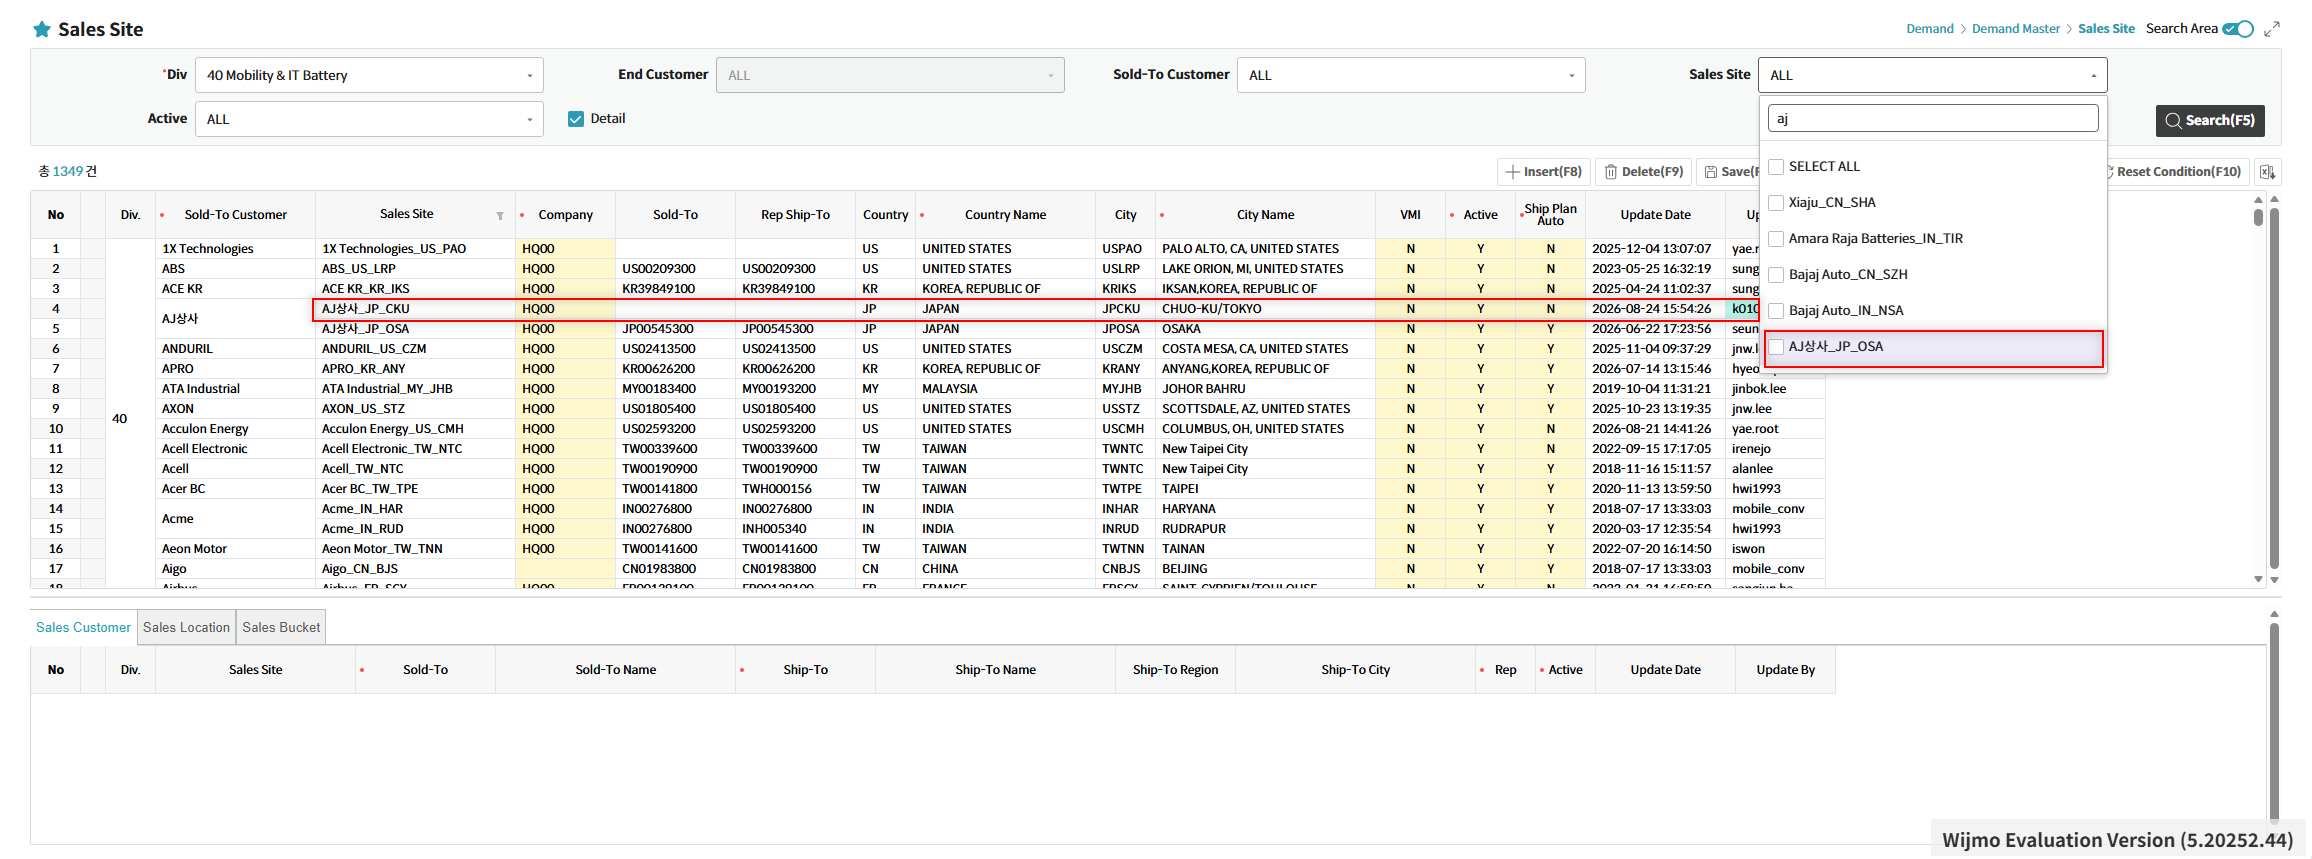 Sales Site
Demand > Demand Master > Sales Site Search Area
Div 40 Mobility & IT Battery End Customer ALL Sold-To Customer ALL Sales Site ALL
Active ALL Detail Search(F5)
aj
SELECT ALL
Xiaju_CN_SHA
Amara Raja Batteries_IN_TIR
Bajaj Auto_CN_SZH
Bajaj Auto_IN_NSA
AJ상사_JP_OSA
총 1349 건 Insert(F8) Delete(F9) Save(F Reset Condition(F10)
No Div. Sold-To Customer Sales Site Company Sold-To Rep Ship-To Country Country Name City City Name VMI Active Ship Plan Auto Update Date Up
40
1 1X Technologies 1X Technologies_US_PAO HQ00 US UNITED STATES USPAO PALO ALTO, CA, UNITED STATES N Y N 2025-12-04 13:07:07 yae.r
2 ABS ABS_US_LRP HQ00 US00209300 US00209300 US UNITED STATES USLRP LAKE ORION, MI, UNITED STATES N Y Y 2023-05-25 16:32:19 sung
3 ACE KR ACE KR_KR_IKS HQ00 KR39849100 KR39849100 KR KOREA, REPUBLIC OF KRIKS IKSAN,KOREA, REPUBLIC OF N Y Y 2025-04-24 11:02:37 sung
4 AJ상사 AJ상사_JP_CKU HQ00 JP JAPAN JPCKU CHUO-KU/TOKYO N Y N 2026-08-24 15:54:26 k010
5 AJ상사_JP_OSA HQ00 JP00545300 JP00545300 JP JAPAN JPOSA OSAKA N Y Y 2026-06-22 17:23:56 seun
6 ANDURIL ANDURIL_US_CZM HQ00 US02413500 US02413500 US UNITED STATES USCZM COSTA MESA, CA, UNITED STATES N Y Y 2025-11-04 09:37:29 jnw.l
7 APRO APRO_KR_ANY HQ00 KR00626200 KR00626200 KR KOREA, REPUBLIC OF KRANY ANYANG,KOREA, REPUBLIC OF N Y Y 2026-07-14 13:15:46 hyeo
8 ATA Industrial ATA Industrial_MY_JHB HQ00 MY00183400 MY00193200 MY MALAYSIA MYJHB JOHOR BAHRU N Y Y 2019-10-04 11:31:21 jinbok.lee
9 AXON AXON_US_STZ HQ00 US01805400 US01805400 US UNITED STATES USSTZ SCOTTSDALE, AZ, UNITED STATES N Y Y 2025-10-23 13:19:35 jnw.lee
10 Acculon Energy Acculon Energy_US_CMH HQ00 US02593200 US02593200 US UNITED STATES USCMH COLUMBUS, OH, UNITED STATES N Y N 2026-08-21 14:41:26 yae.root
11 Acell Electronic Acell Electronic_TW_NTC HQ00 TW00339600 TW00339600 TW TAIWAN TWNTC New Taipei City N Y N 2022-09-15 17:17:05 irenejo
12 Acell Acell_TW_NTC HQ00 TW00190900 TW00190900 TW TAIWAN TWNTC New Taipei City N Y Y 2018-11-16 15:11:57 alanlee
13 Acer BC Acer BC_TW_TPE HQ00 TW00141800 TWH000156 TW TAIWAN TWTPE TAIPEI N Y Y 2020-11-13 13:59:50 hwi1993
14 Acme Acme_IN_HAR HQ00 IN00276800 IN00276800 IN INDIA INHAR HARYANA N Y Y 2018-07-17 13:33:03 mobile_conv
15 Acme_IN_RUD HQ00 IN00276800 INH005340 IN INDIA INRUD RUDRAPUR N Y Y 2020-03-17 12:35:54 hwi1993
16 Aeon Motor Aeon Motor_TW_TNN HQ00 TW00141600 TW00141600 TW TAIWAN TWTNN TAINAN N Y Y 2022-07-20 16:14:50 iswon
17 Aigo Aigo_CN_BJS CN01983800 CN01983800 CN CHINA CNBJS BEIJING N Y Y 2018-07-17 13:33:03 mobile_conv
Sales Customer Sales Location Sales Bucket
No Div. Sales Site Sold-To Sold-To Name Ship-To Ship-To Name Ship-To Region Ship-To City Rep Active Update Date Update By
Wijmo Evaluation Version (5.20252.44)